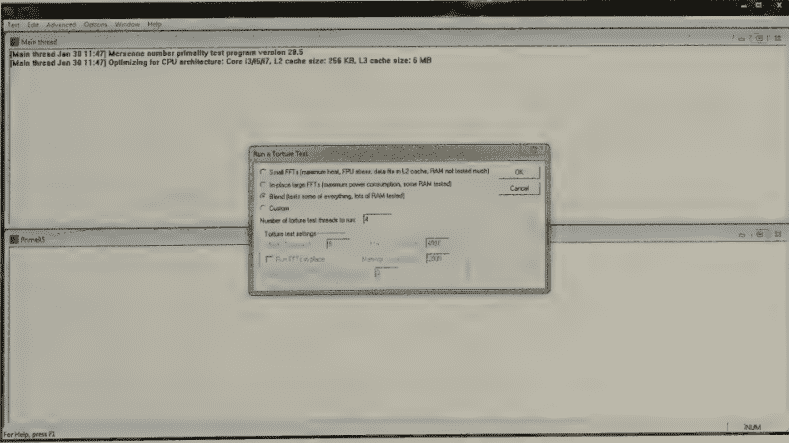 Test Edit Advanced Options Window Help
Main thread
[Main thread Jan 30 11:47] Mersenne number primality test program version 28.5
[Main thread Jan 30 11:47] Optimizing for CPU architecture: Core i3/i5/i7, L2 cache size: 256 KB, L3 cache size: 6 MB
Run a Torture Test
Small FFTs (maximum heat, FPU stress, data fits in L2 cache, RAM not tested much)
OK
In-place large FFTs (maximum power consumption, some RAM tested)
Cancel
Blend (tests some of everything, lots of RAM tested)
Custom
Number of torture test threads to run: 4
Torture test settings
Run FFTs in-place
Memory
Prime95
For Help, press F1
NUM